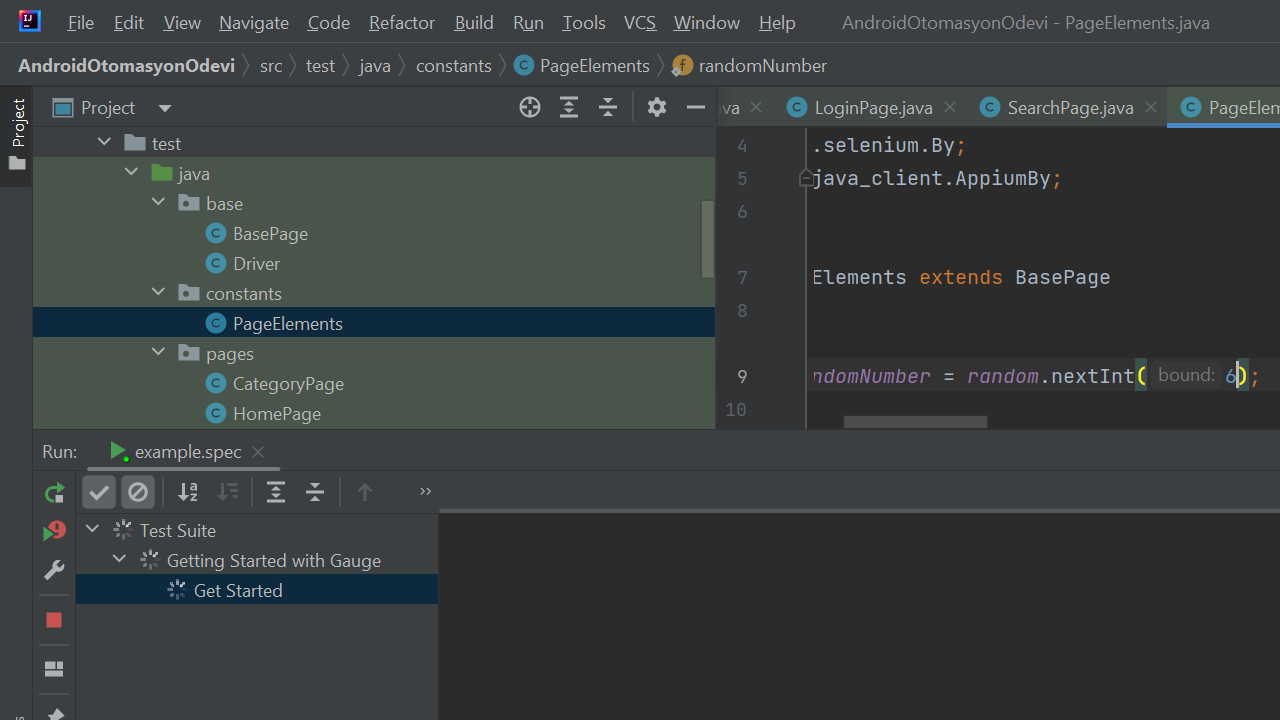 File Edit View Navigate Code Refactor Build Run Tools VCS Window Help AndroidOtomasyonOdevi - PageElements.java
AndroidOtomasyonOdevi src test java constants PageElements randomNumber
Project
Project
ava LoginPage.java SearchPage.java PageElem
test
java
base
BasePage
Driver
constants
PageElements
pages
CategoryPage
HomePage
4 .selenium.By;
5 java_client.AppiumBy;
6
7 Elements extends BasePage
8
9 ndomNumber = random.nextInt( bound: 6);
10
Run: example.spec
Test Suite
Getting Started with Gauge
Get Started